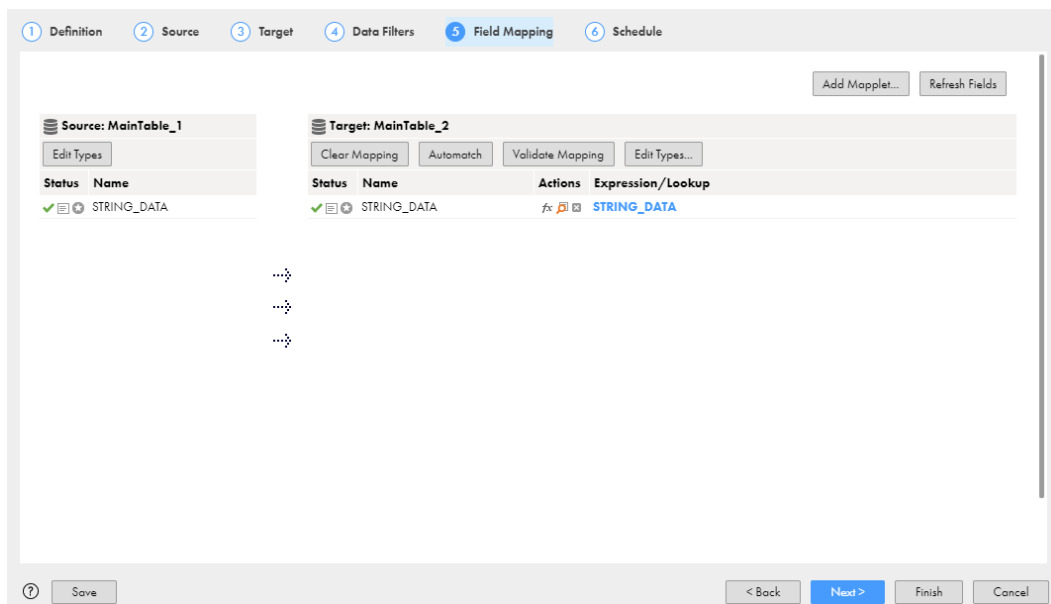 1 Definition 2 Source 3 Target 4 Data Filters 5 Field Mapping 6 Schedule
Add Mapplet... Refresh Fields
Source: MainTable_1
Edit Types
Status Name
STRING_DATA
Target: MainTable_2
Clear Mapping Automatch Validate Mapping Edit Types...
Status Name Actions Expression/Lookup
STRING_DATA fx STRING_DATA
? Save < Back Next > Finish Cancel